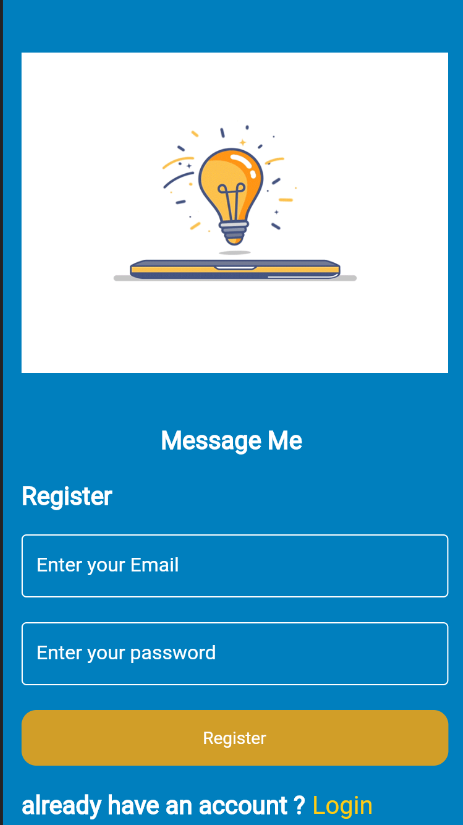 Message Me
Register
Enter your Email
Enter your password
Register
already have an account ? Login